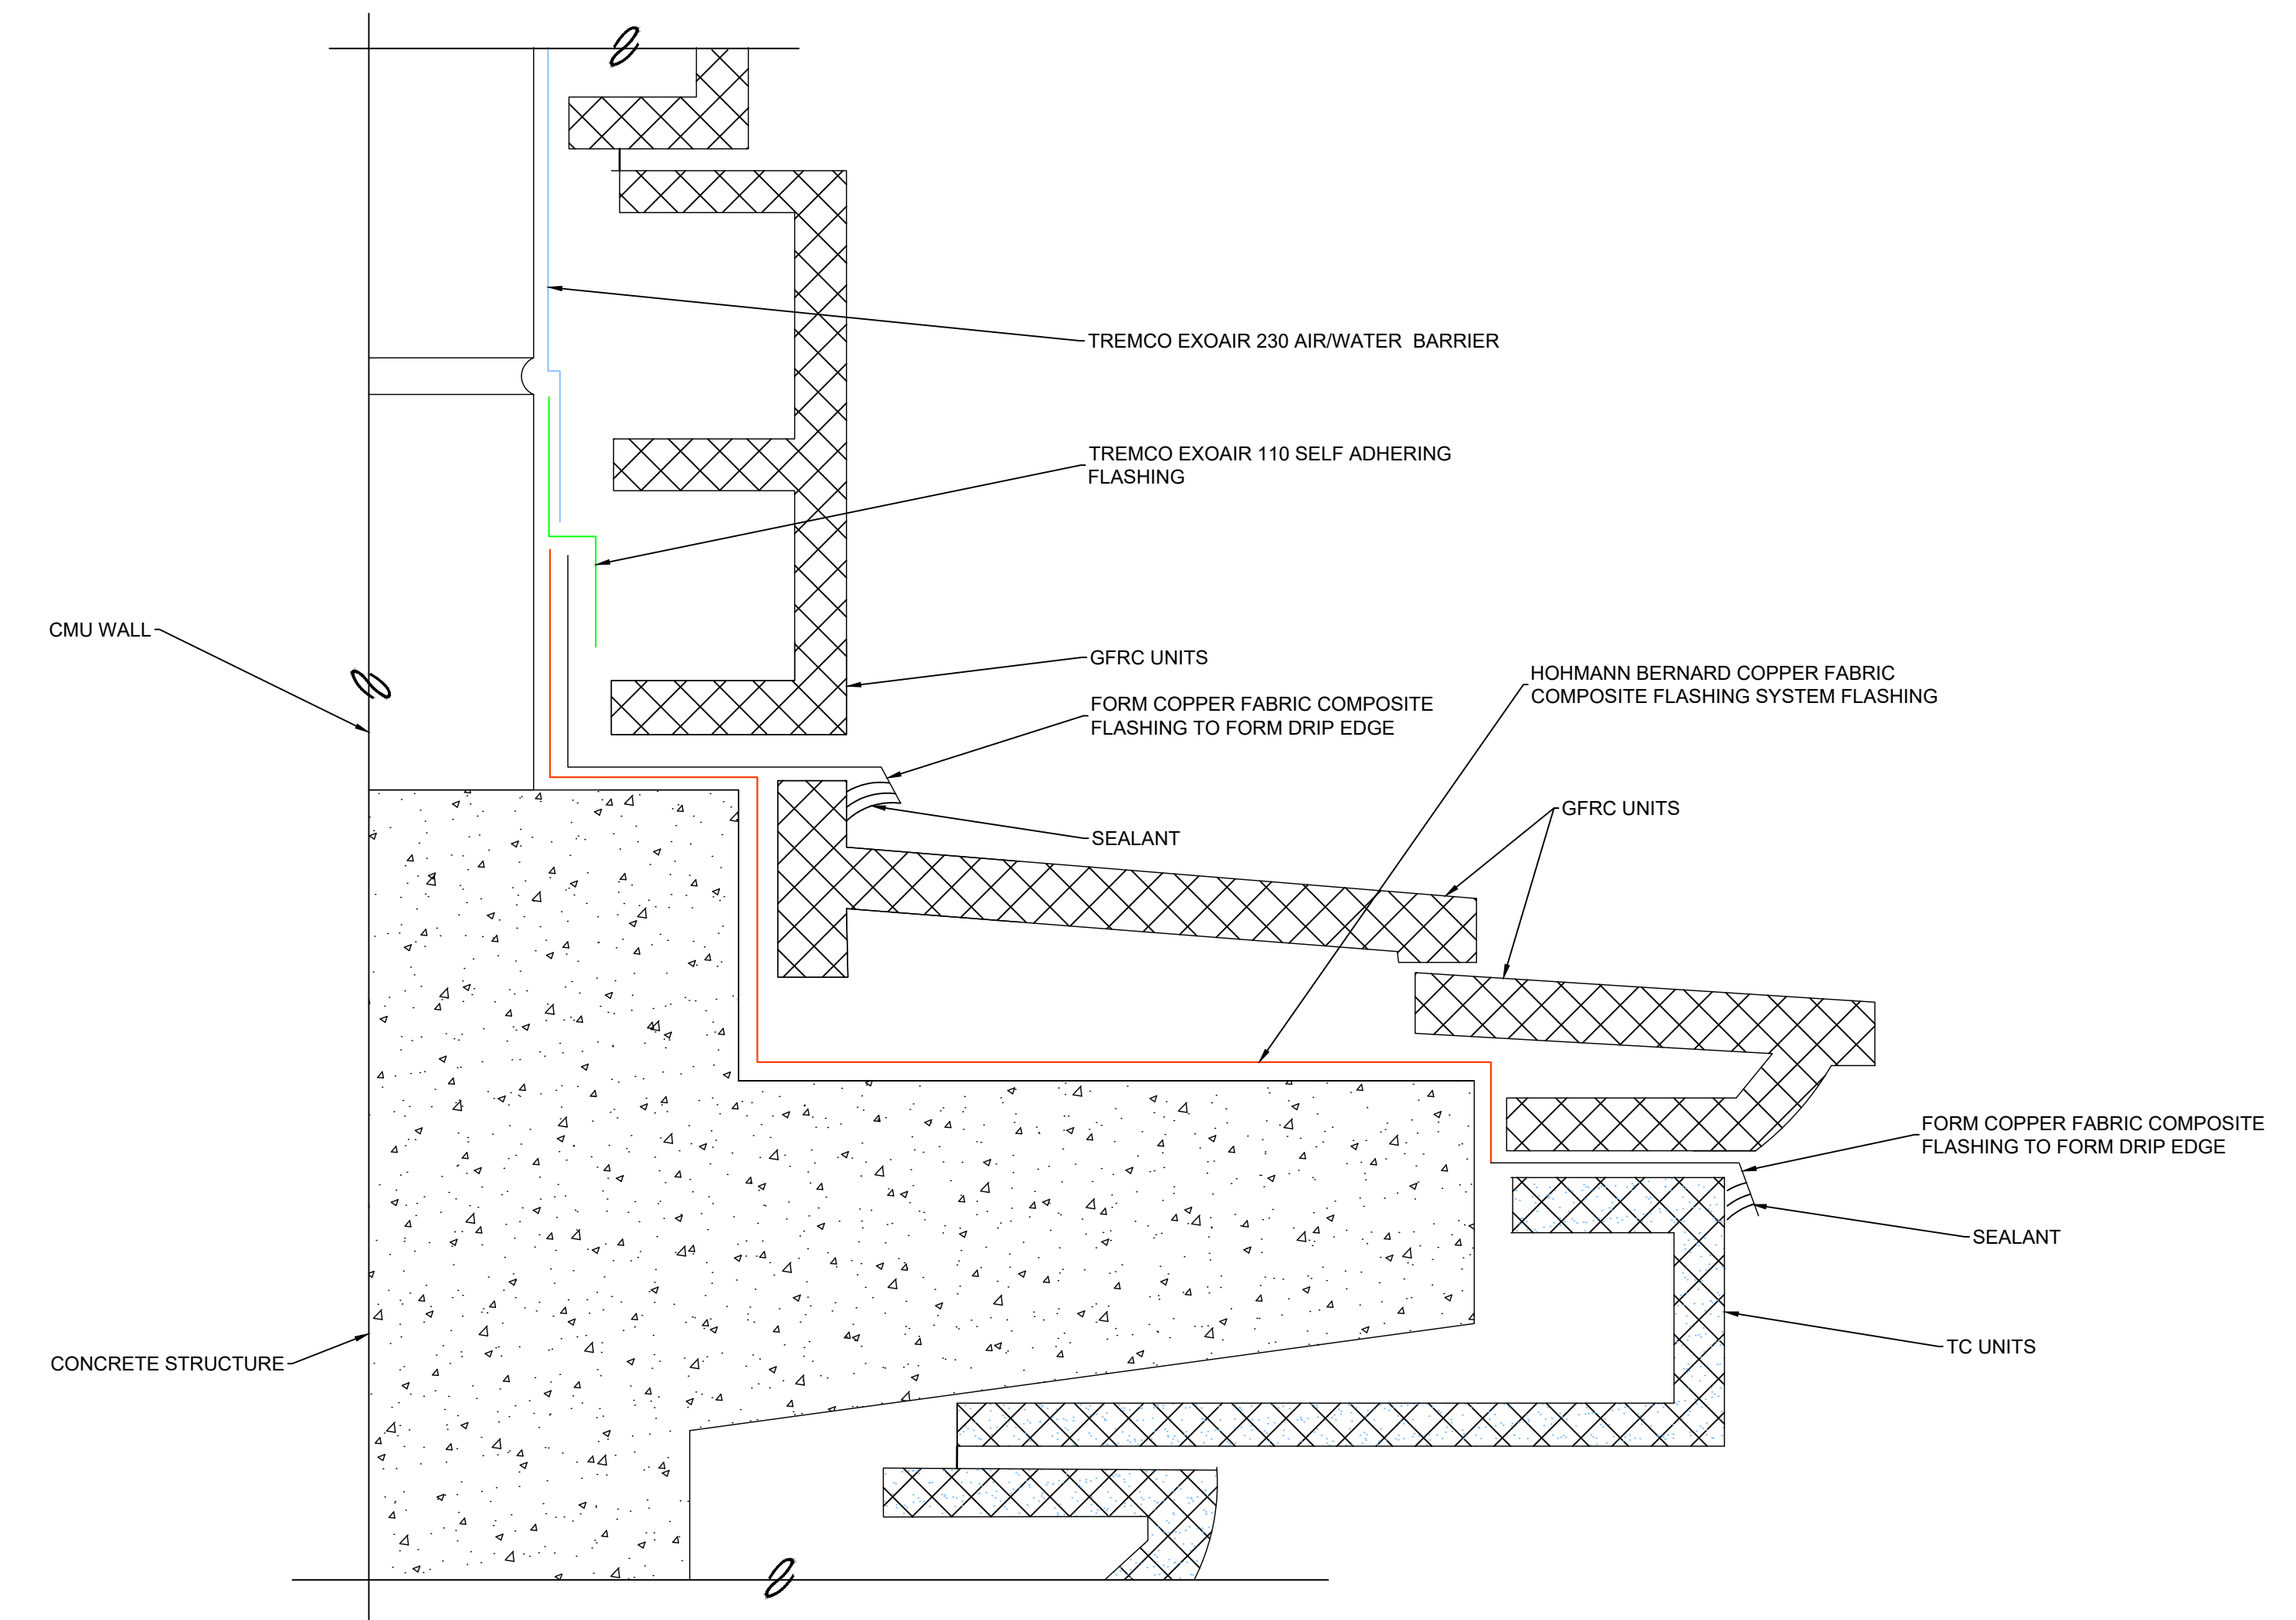 TREMCO EXOAIR 230 AIR/WATER BARRIER
TREMCO EXOAIR 110 SELF ADHERING
FLASHING
CMU WALL
GFRC UNITS
HOHMANN BERNARD COPPER FABRIC
COMPOSITE FLASHING SYSTEM FLASHING
FORM COPPER FABRIC COMPOSITE
FLASHING TO FORM DRIP EDGE
GFRC UNITS
SEALANT
FORM COPPER FABRIC COMPOSITE
FLASHING TO FORM DRIP EDGE
SEALANT
TC UNITS
CONCRETE STRUCTURE